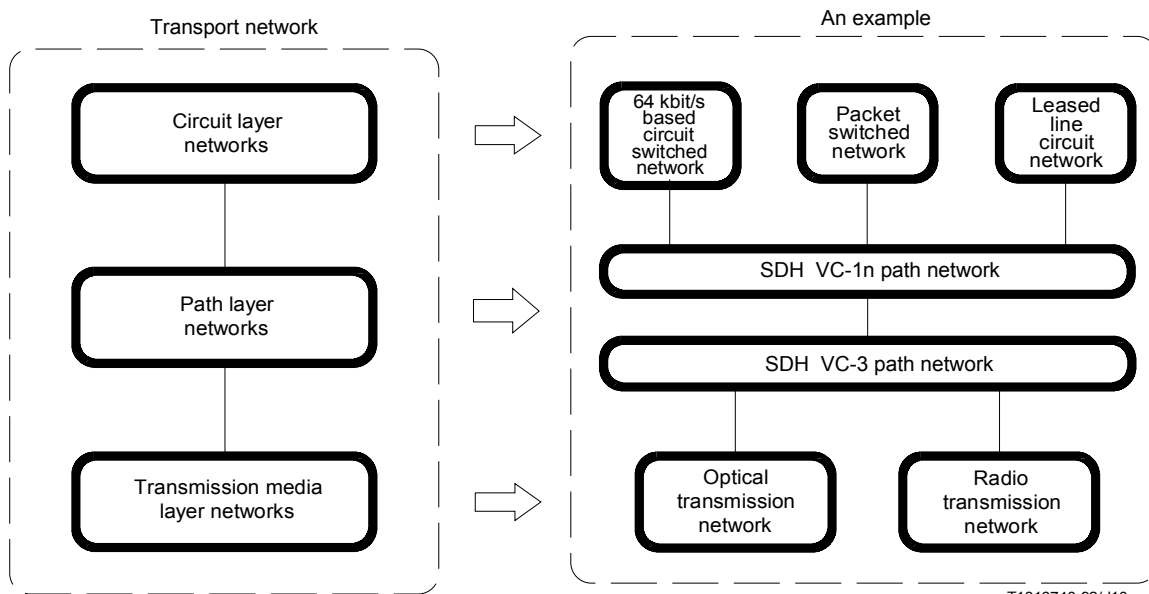 Transport network
An example
Circuit layer
networks
64 kbit/s
based
circuit
switched
network
Packet
switched
network
Leased
line
circuit
network
Path layer
networks
SDH VC-1n path network
SDH VC-3 path network
Transmission media
layer networks
Optical
transmission
network
Radio
transmission
network